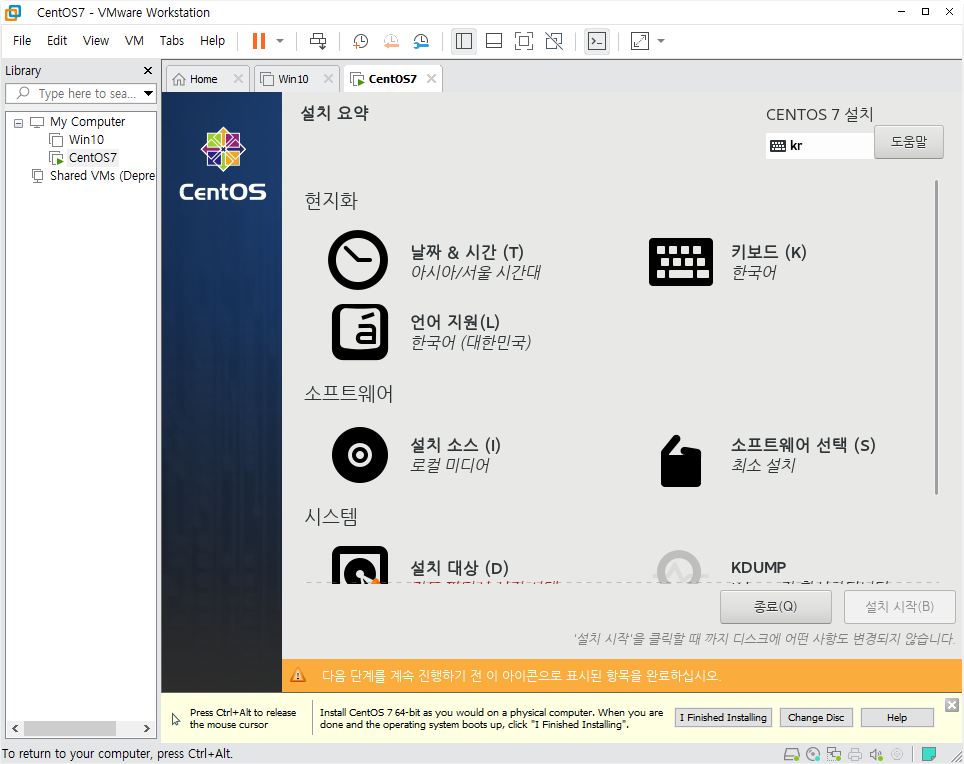 CentOS7 - VMware Workstation
File Edit View VM Tabs Help
Library
Type here to sea...
My Computer
Win10
CentOS7
Shared VMs (Depre
Home Win10 CentOS7
CentOS
설치 요약
CENTOS 7 설치
kr
도움말
현지화
날짜 & 시간 (T)
아시아/서울 시간대
키보드 (K)
한국어
언어 지원(L)
한국어 (대한민국)
소프트웨어
설치 소스 (I)
로컬 미디어
소프트웨어 선택 (S)
최소 설치
시스템
설치 대상 (D)
KDUMP
종료(Q)
설치 시작(B)
'설치 시작'을 클릭할 때 까지 디스크에 어떤 사항도 변경되지 않습니다.
다음 단계를 계속 진행하기 전 이 아이콘으로 표시된 항목을 완료하십시오.
Press Ctrl+Alt to release
the mouse cursor
Install CentOS 7 64-bit as you would on a physical computer. When you are
done and the operating system boots up, click "I Finished Installing".
I Finished Installing
Change Disc
Help
To return to your computer, press Ctrl+Alt.